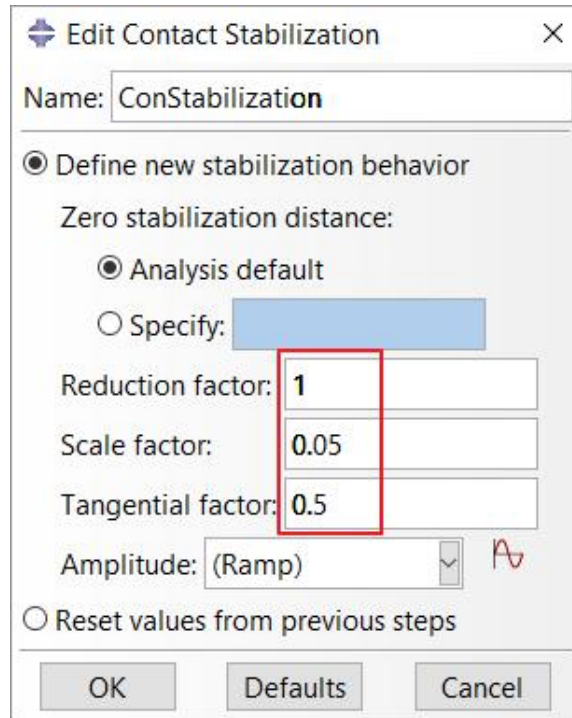 Edit Contact Stabilization
Name: ConStabilization
Define new stabilization behavior
Zero stabilization distance:
Analysis default
Specify:
Reduction factor: 1
Scale factor: 0.05
Tangential factor: 0.5
Amplitude: (Ramp)
Reset values from previous steps
OK Defaults Cancel